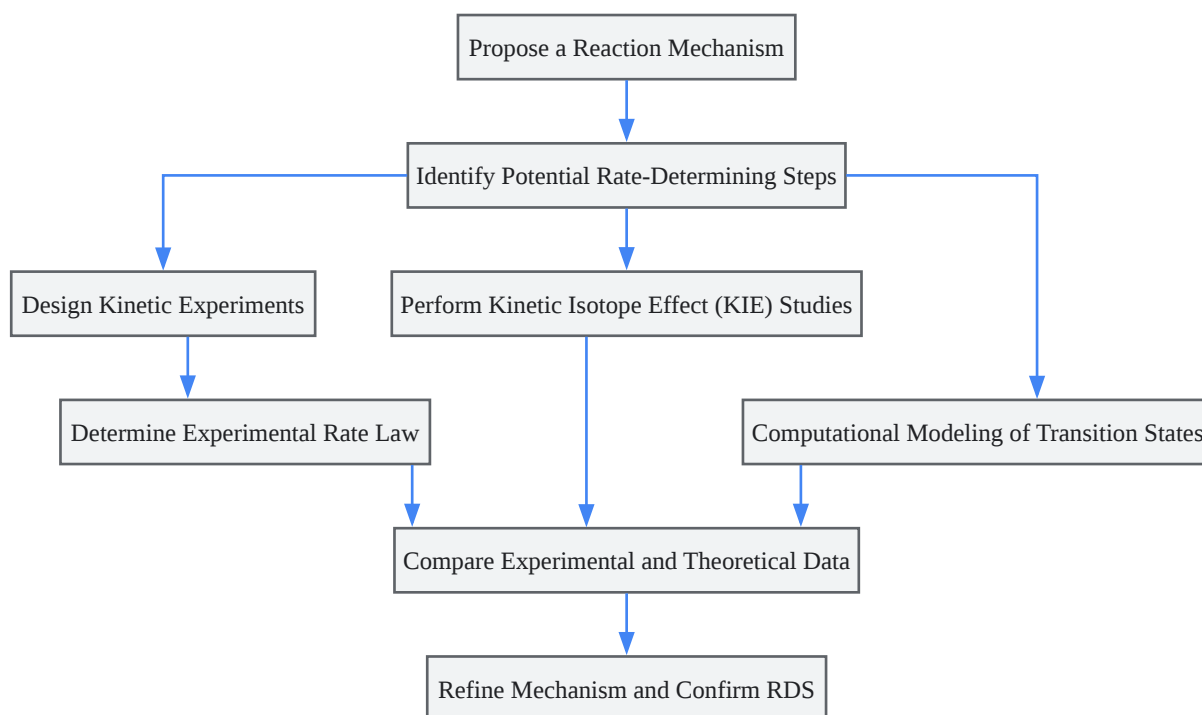 Propose a Reaction Mechanism
Identify Potential Rate-Determining Steps
Design Kinetic Experiments
Perform Kinetic Isotope Effect (KIE) Studies
Determine Experimental Rate Law
Computational Modeling of Transition States
Compare Experimental and Theoretical Data
Refine Mechanism and Confirm RDS